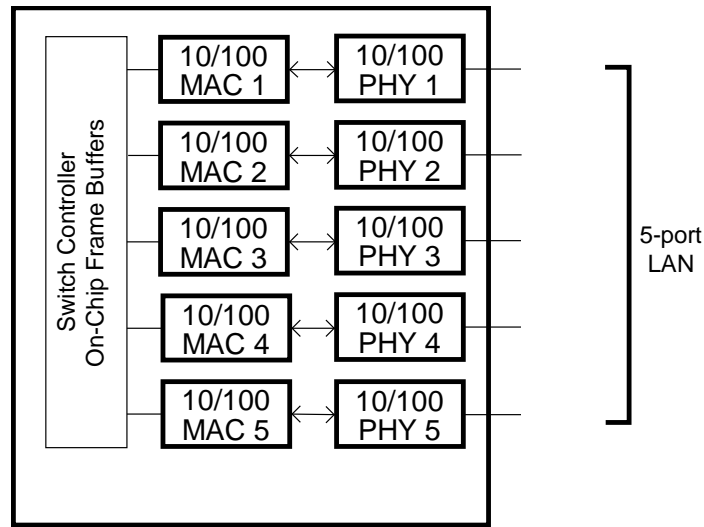 Switch Controller
On-Chip Frame Buffers
10/100
MAC 1
10/100
PHY 1
10/100
MAC 2
10/100
PHY 2
10/100
MAC 3
10/100
PHY 3
10/100
MAC 4
10/100
PHY 4
10/100
MAC 5
10/100
PHY 5
5-port
LAN